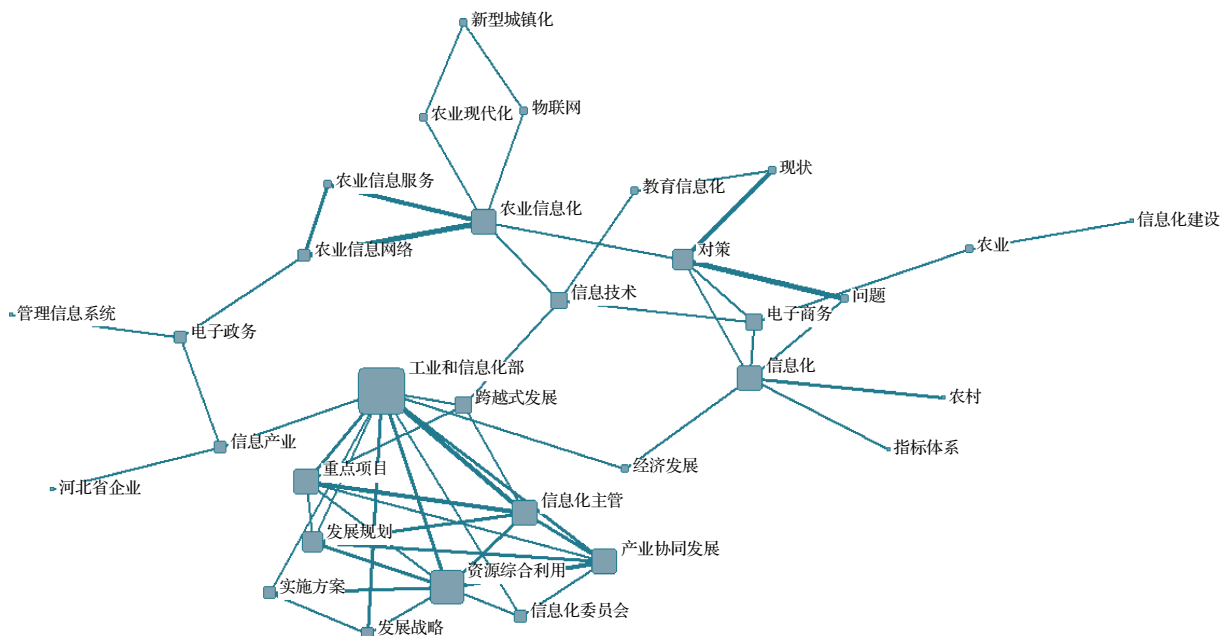 新型城镇化
农业现代化
物联网
农业信息服务
农业信息化
教育信息化
现状
信息化建设
农业信息网络
对策
农业
信息技术
问题
管理信息系统
电子政务
电子商务
工业和信息化部
信息化
跨越式发展
农村
信息产业
指标体系
重点项目
经济发展
河北省企业
信息化主管
发展规划
产业协同发展
资源综合利用
实施方案
信息化委员会
发展战略